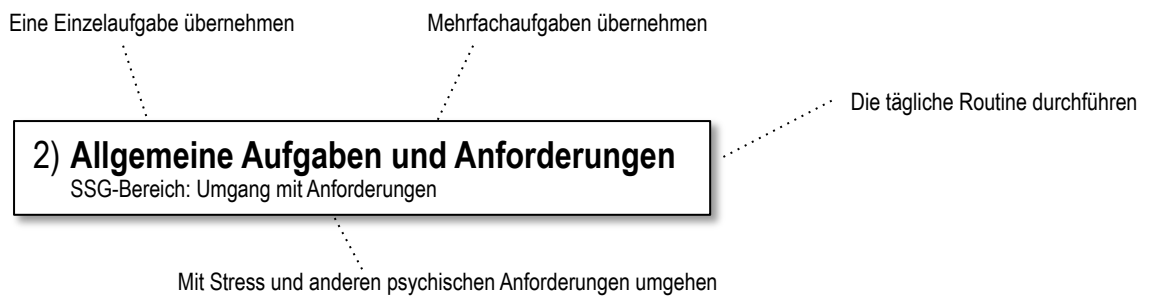 Eine Einzelaufgabe übernehmen
Mehrfachaufgaben übernehmen
Die tägliche Routine durchführen
2) Allgemeine Aufgaben und Anforderungen
SSG-Bereich: Umgang mit Anforderungen
Mit Stress und anderen psychischen Anforderungen umgehen